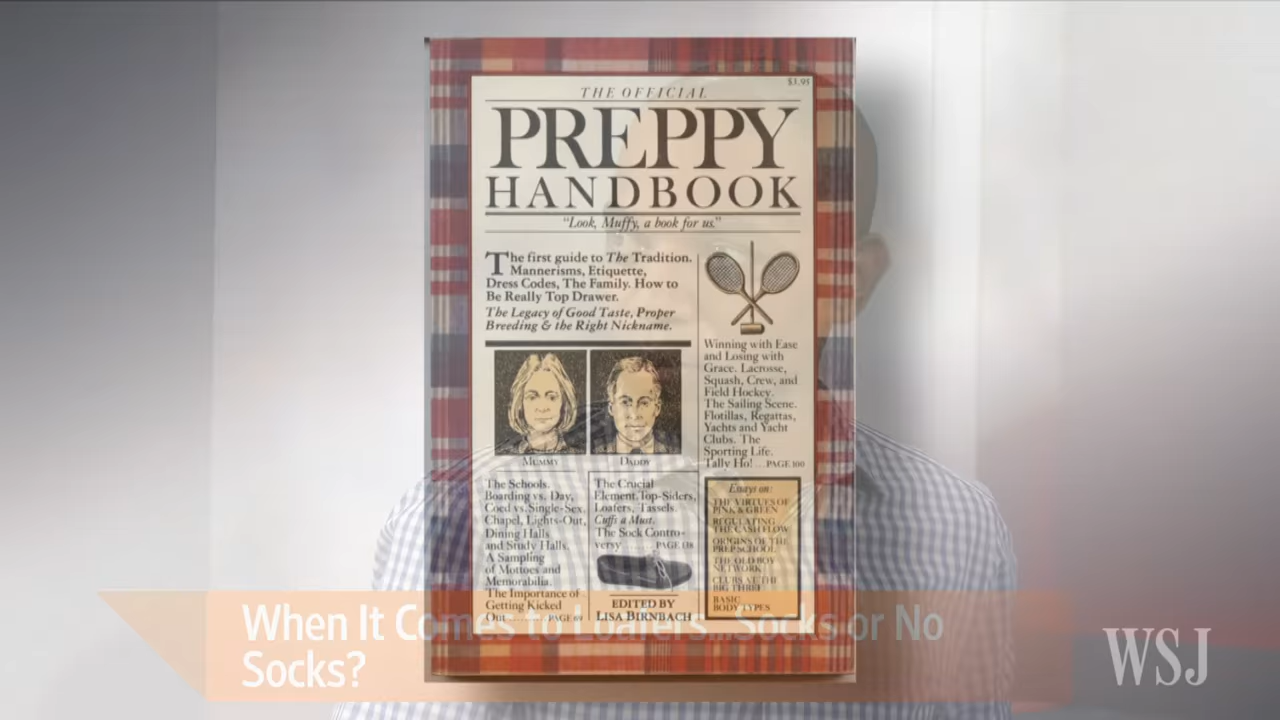 $3.95
THE OFFICIAL
PREPPY
HANDBOOK
"Look, Muffy, a book for us."
The first guide to The Tradition.
Mannerisms, Etiquette,
Dress Codes, The Family. How to
Be Really Top Drawer.
The Legacy of Good Taste, Proper
Breeding & the Right Nickname.
Winning with Ease
and Losing with
Grace. Lacrosse,
Squash, Crew, and
Field Hockey.
The Sailing Scene.
Flotillas, Regattas,
Yachts and Yacht
Clubs. The
Sporting Life.
Tally Ho! ...PAGE 100
MUMMY
DADDY
The Schools.
Boarding vs. Day,
Coed vs. Single-Sex,
Chapel, Lights-Out,
Dining Halls
and Study Halls.
A Sampling
of Mottoes and
Memorabilia.
The Importance of
Getting Kicked
Out ........PAGE 69
The Crucial
Element. Top-Siders,
Loafers, Tassels.
Cuffs a Must.
The Sock Contro-
versy ........ PAGE 138
EDITED BY
LISA BIRNBACH
Essays on:
THE VIRTUES OF
PINK & GREEN
REGULATING
THE CASH FLOW
ORIGINS OF THE
PREP SCHOOL
THE OLD BOY
NETWORK
CLUBS AT THE
BIG THREE
BASIC
BODY TYPES
When It Comes to Loafers...Socks or No
Socks?
WSJ